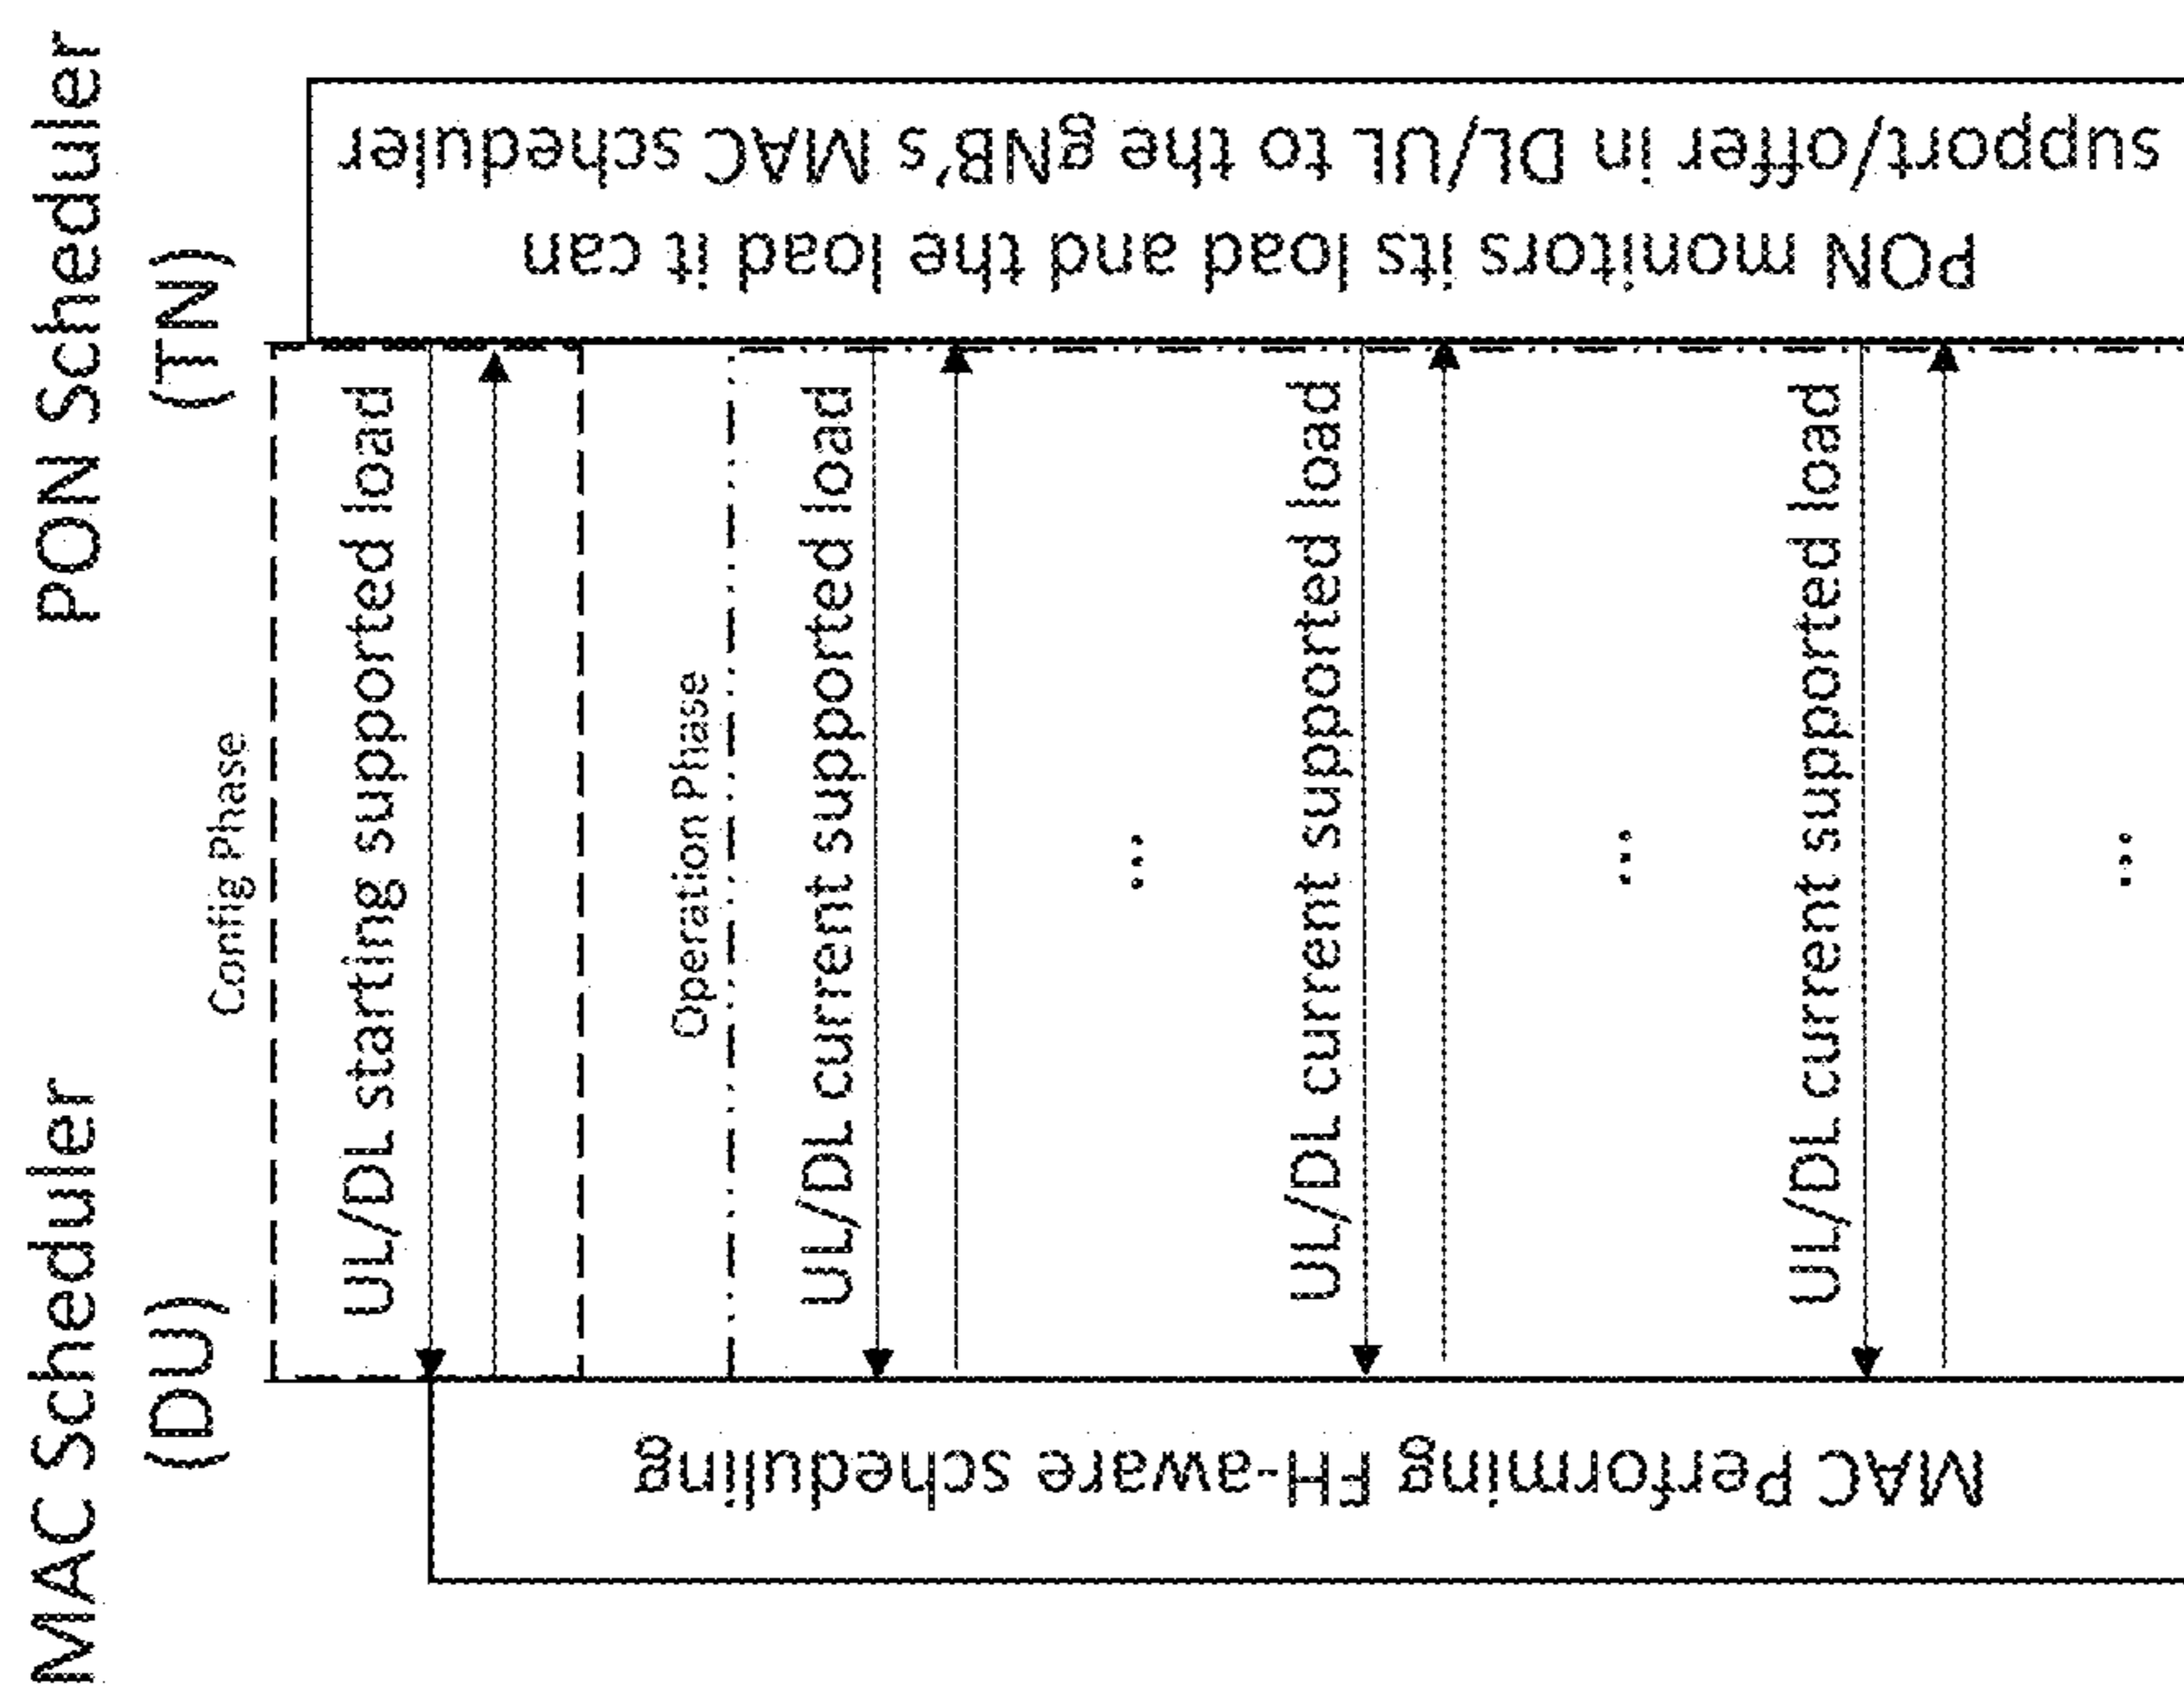 MAC Scheduler
(DU)
PON Scheduler
(TN)
Config Phase
UL/DL starting supported load
Operation Phase
UL/DL current supported load
...
UL/DL current supported load
...
UL/DL current supported load
...
MAC Performing FH-aware scheduling
PON monitors its load and the load it can
support/offer in DL/UL to the gNB's MAC scheduler